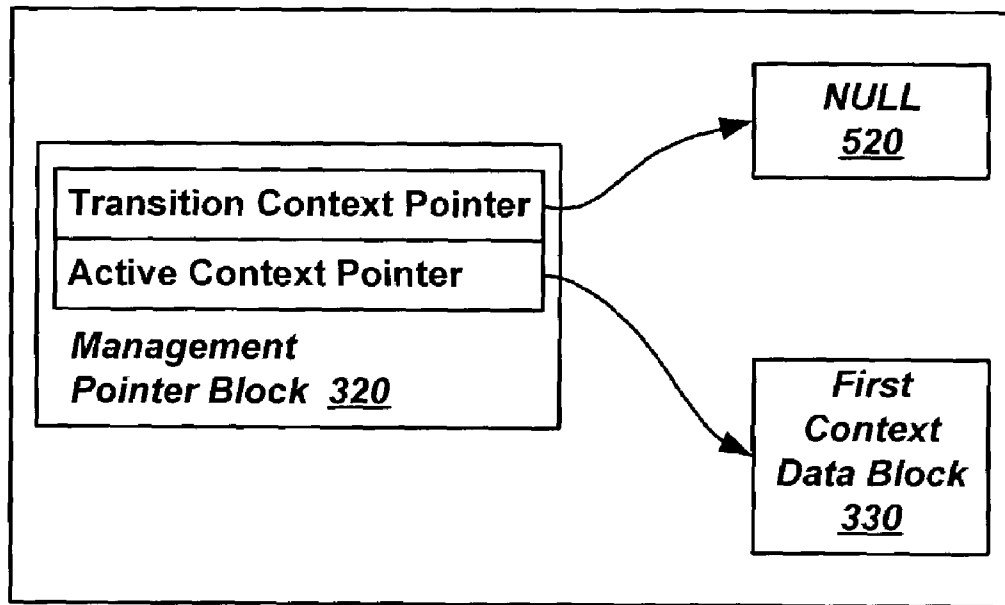 Transition Context Pointer
Active Context Pointer
Management
Pointer Block 320
NULL
520
First
Context
Data Block
330